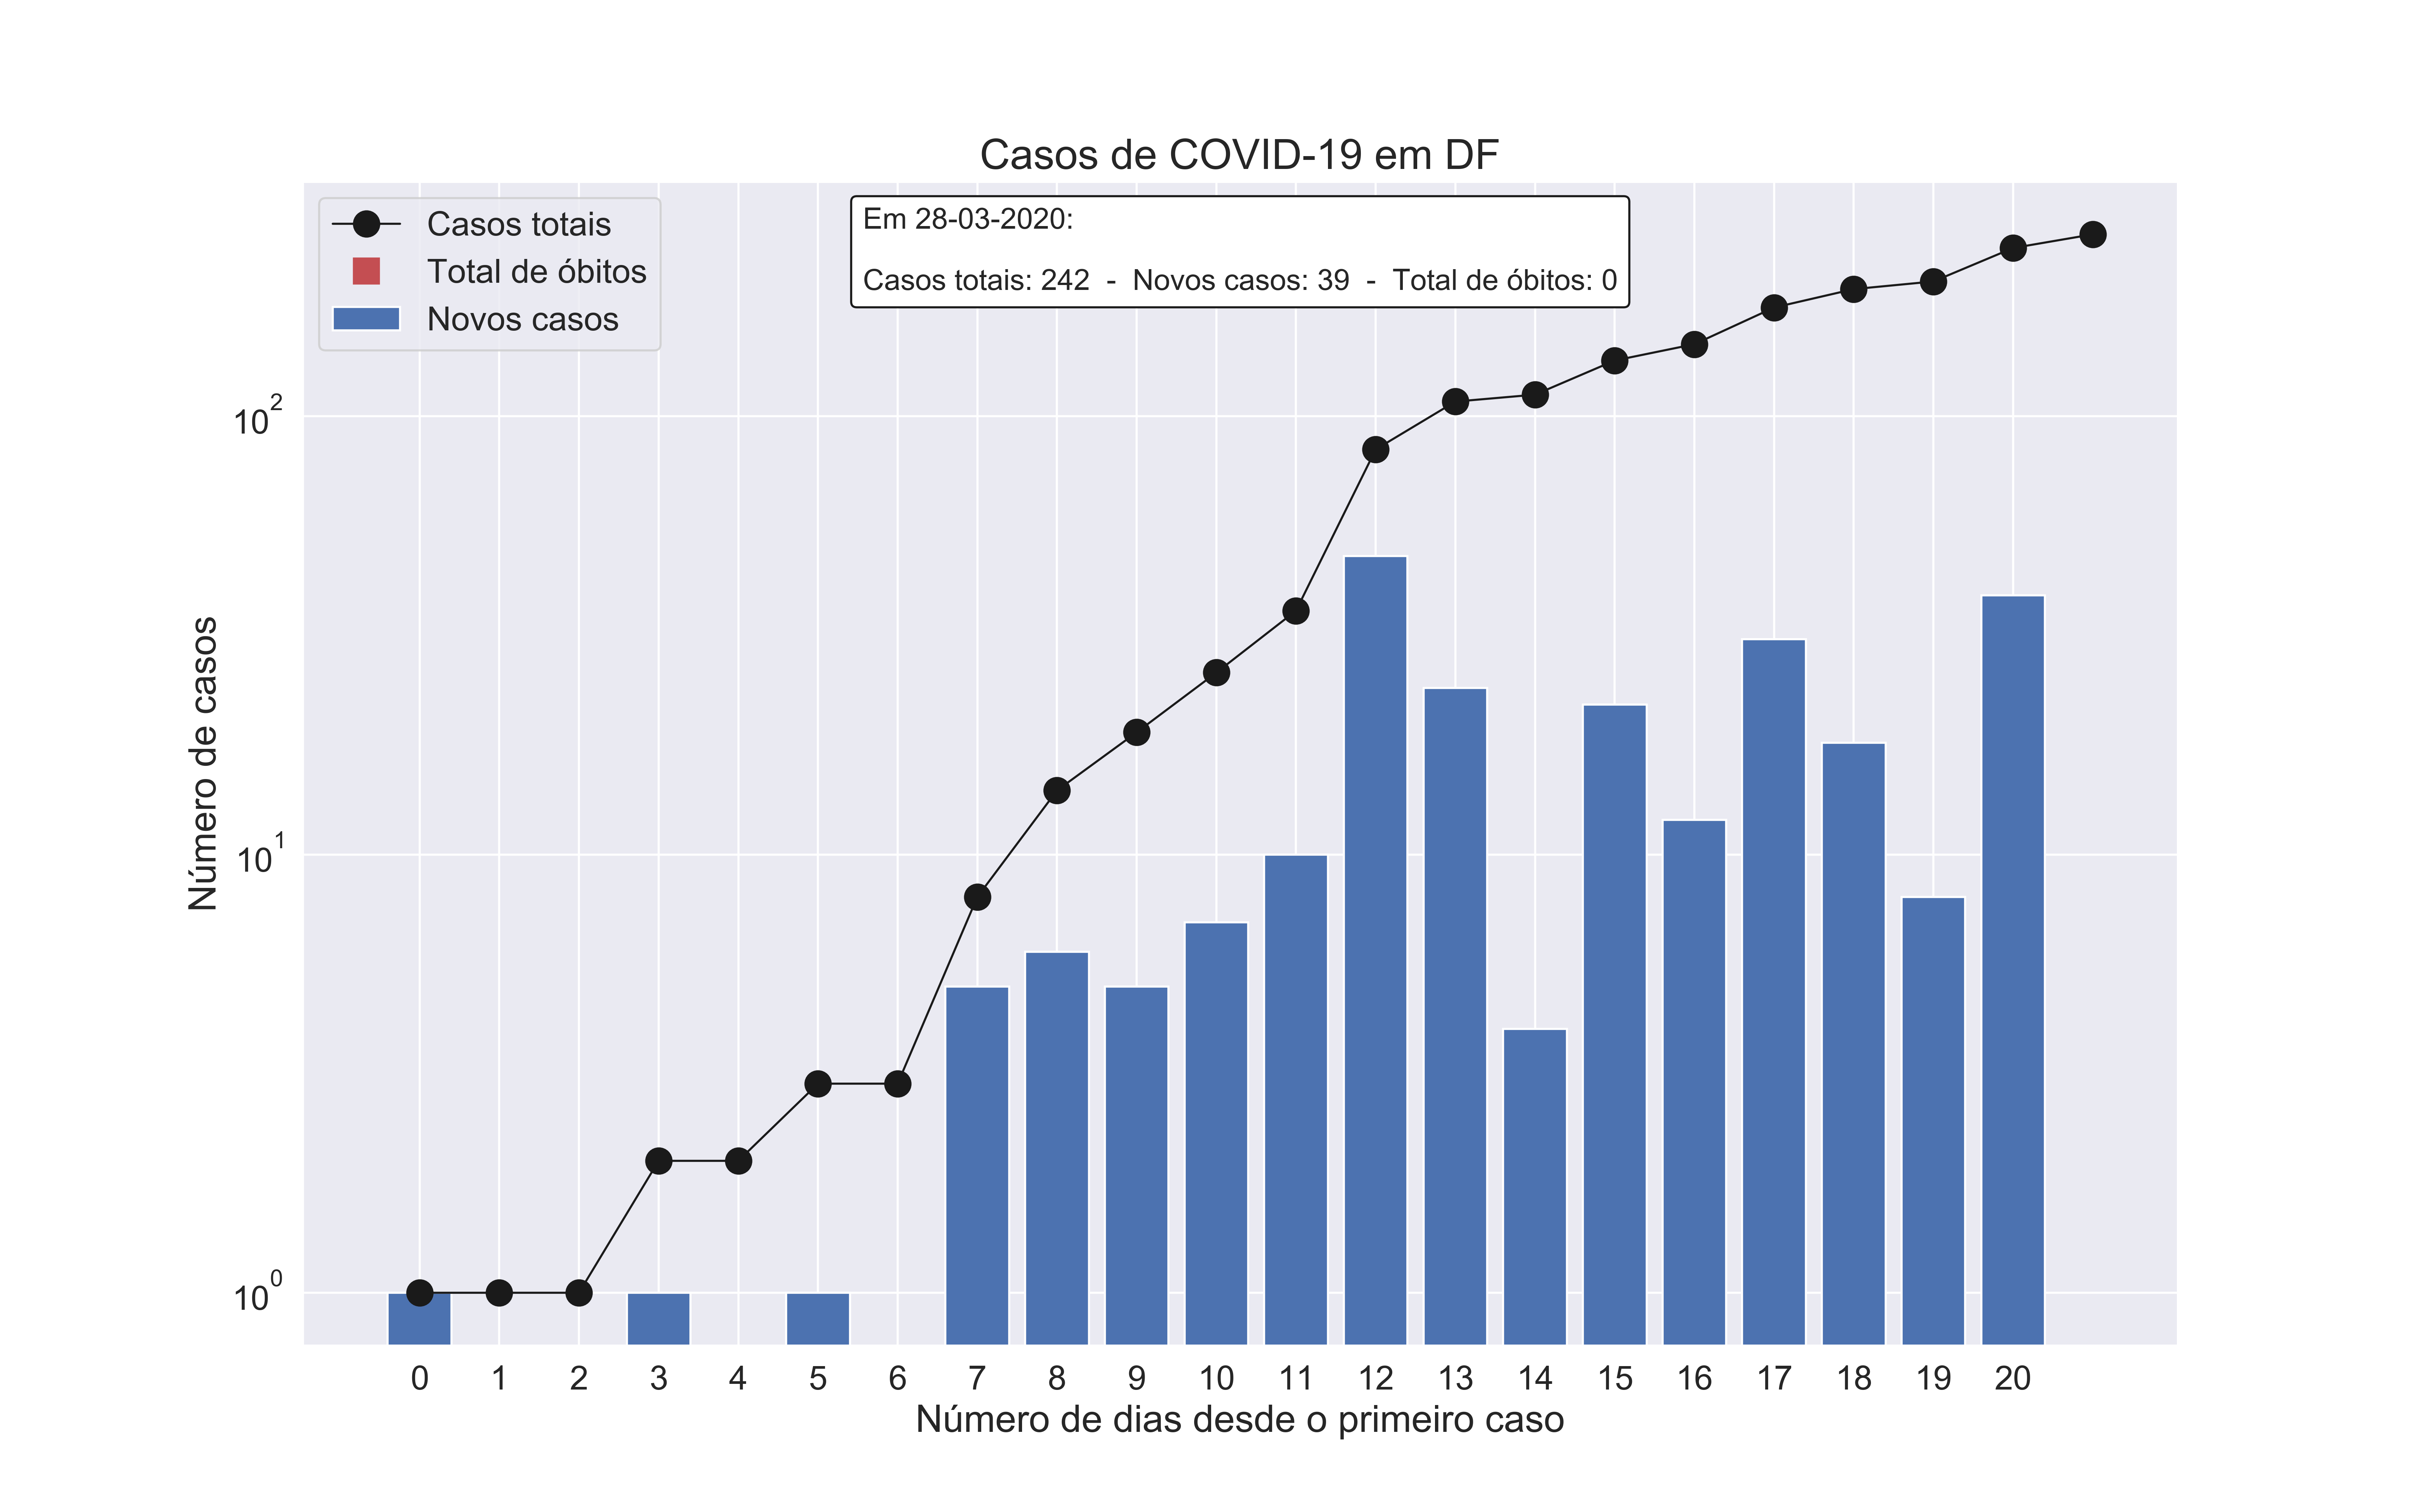 Casos de COVID-19 em DF
Casos totais
Total de óbitos
Novos casos
Em 28-03-2020:
Casos totais: 242  -  Novos casos: 39  -  Total de óbitos: 0
Número de casos
10²
10¹
10⁰
0 1 2 3 4 5 6 7 8 9 10 11 12 13 14 15 16 17 18 19 20
Número de dias desde o primeiro caso